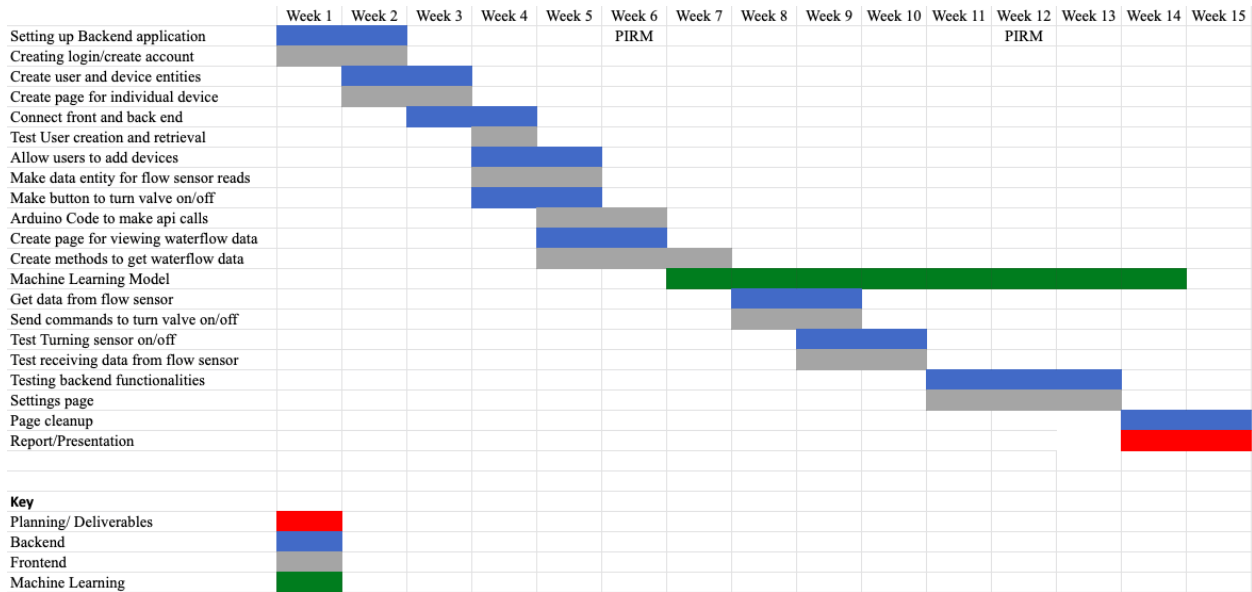 Week 1 Week 2 Week 3 Week 4 Week 5 Week 6 Week 7 Week 8 Week 9 Week 10 Week 11 Week 12 Week 13 Week 14 Week 15
Setting up Backend application PIRM PIRM
Creating login/create account
Create user and device entities
Create page for individual device
Connect front and back end
Test User creation and retrieval
Allow users to add devices
Make data entity for flow sensor reads
Make button to turn valve on/off
Arduino Code to make api calls
Create page for viewing waterflow data
Create methods to get waterflow data
Machine Learning Model
Get data from flow sensor
Send commands to turn valve on/off
Test Turning sensor on/off
Test receiving data from flow sensor
Testing backend functionalities
Settings page
Page cleanup
Report/Presentation
Key
Planning/ Deliverables
Backend
Frontend
Machine Learning